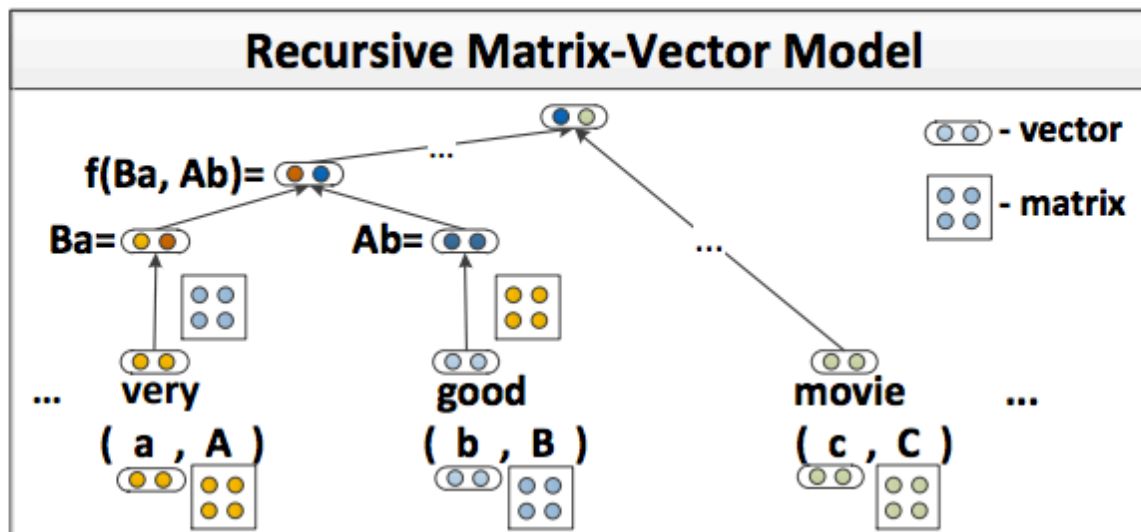 Recursive Matrix-Vector Model
- vector
...
f(Ba, Ab)=
- matrix
Ba=
Ab=
...
... very good movie ...
( a , A ) ( b , B ) ( c , C )